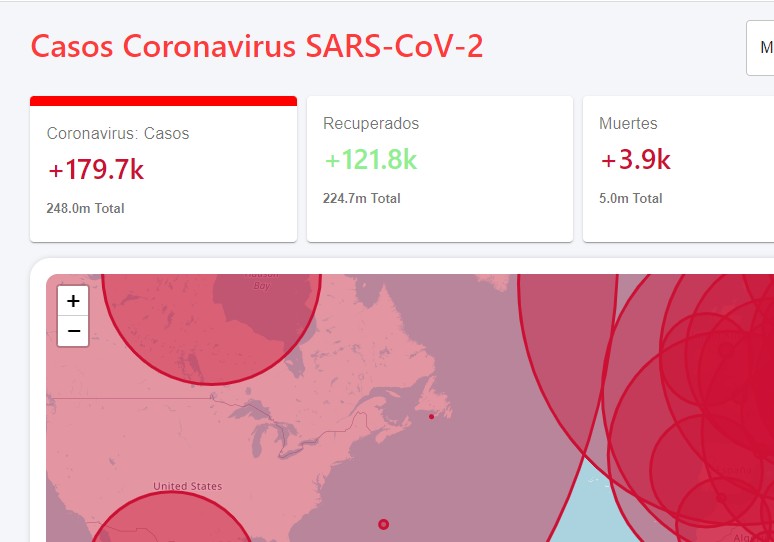 Casos Coronavirus SARS-CoV-2
M
Coronavirus: Casos
+179.7k
248.0m Total
Recuperados
+121.8k
224.7m Total
Muertes
+3.9k
5.0m Total
+
−
Bay
United States